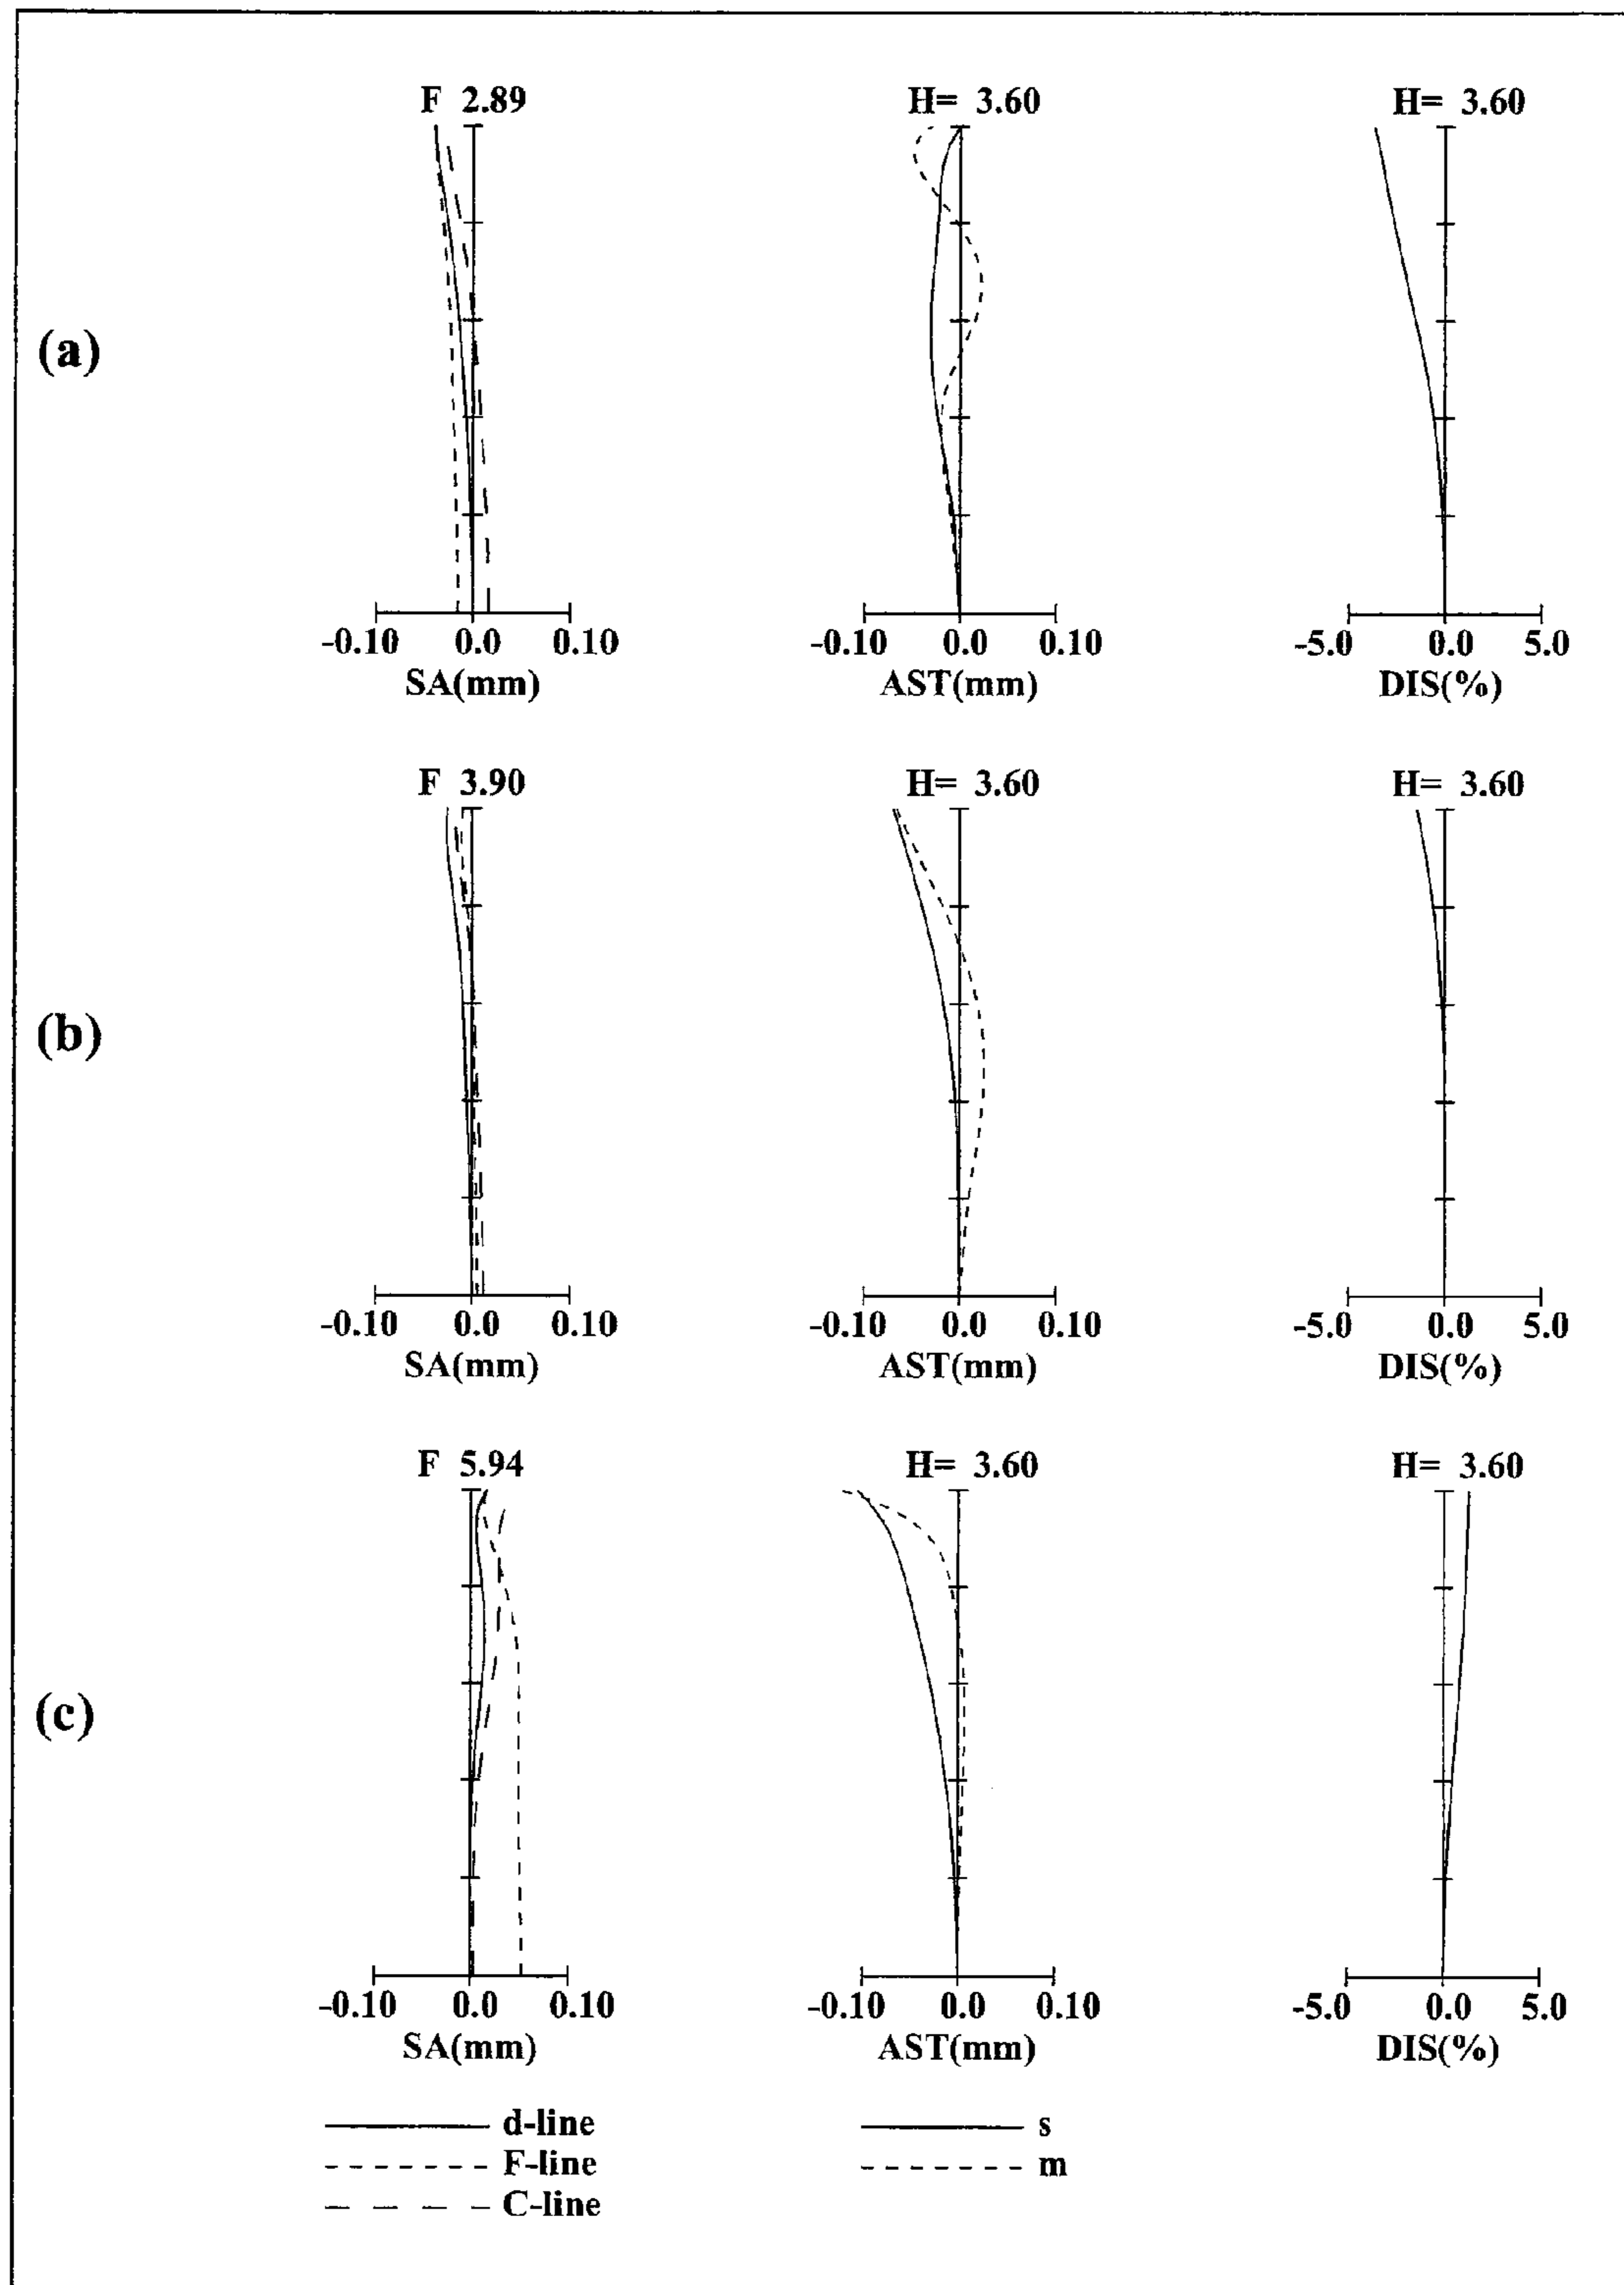 F 2.89 H= 3.60 H= 3.60
(a)
-0.10 0.0 0.10 -0.10 0.0 0.10 -5.0 0.0 5.0
SA(mm) AST(mm) DIS(%)
F 3.90 H= 3.60 H= 3.60
(b)
-0.10 0.0 0.10 -0.10 0.0 0.10 -5.0 0.0 5.0
SA(mm) AST(mm) DIS(%)
F 5.94 H= 3.60 H= 3.60
(c)
-0.10 0.0 0.10 -0.10 0.0 0.10 -5.0 0.0 5.0
SA(mm) AST(mm) DIS(%)
d-line s
F-line m
C-line